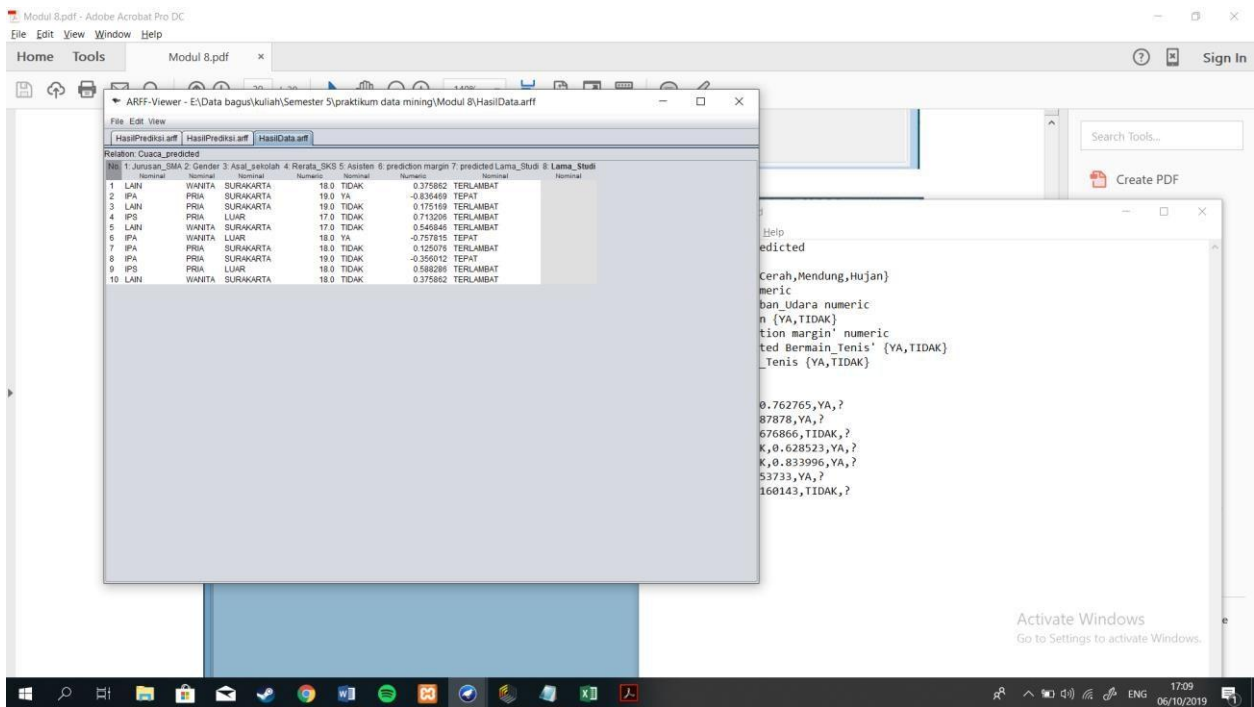 Modul 8.pdf - Adobe Acrobat Pro DC
File Edit View Window Help
Home Tools Modul 8.pdf × Sign In
ARFF-Viewer - E:\Data bagus\kuliah\Semester 5\praktikum data mining\Modul 8\HasilData.arff
File Edit View
HasilPrediksi.arff HasilPrediksi.arff HasilData.arff
Relation: Cuaca_predicted
No. 1: Jurusan_SMA 2: Gender 3: Asal_sekolah 4: Rerata_SKS 5: Asisten 6: prediction margin 7: predicted Lama_Studi 8: Lama_Studi
Nominal Nominal Nominal Numeric Nominal Numeric Nominal Nominal
1 LAIN WANITA SURAKARTA 18.0 TIDAK 0.375862 TERLAMBAT
2 IPA PRIA SURAKARTA 19.0 YA -0.836469 TEPAT
3 LAIN PRIA SURAKARTA 19.0 TIDAK 0.175169 TERLAMBAT
4 IPS PRIA LUAR 17.0 TIDAK 0.713206 TERLAMBAT
5 LAIN WANITA SURAKARTA 17.0 TIDAK 0.546846 TERLAMBAT
6 IPA WANITA LUAR 18.0 YA -0.757815 TEPAT
7 IPA PRIA SURAKARTA 18.0 TIDAK 0.125076 TERLAMBAT
8 IPA PRIA SURAKARTA 19.0 TIDAK -0.356012 TEPAT
9 IPS PRIA LUAR 18.0 TIDAK 0.588286 TERLAMBAT
10 LAIN WANITA SURAKARTA 18.0 TIDAK 0.375862 TERLAMBAT
Search Tools...
Create PDF
Help
edicted
Cerah,Mendung,Hujan}
meric
ban_Udara numeric
n {YA,TIDAK}
tion margin' numeric
ted Bermain_Tenis' {YA,TIDAK}
_Tenis {YA,TIDAK}
0.762765,YA,?
87878,YA,?
676866,TIDAK,?
K,0.628523,YA,?
K,0.833996,YA,?
53733,YA,?
160143,TIDAK,?
Activate Windows
Go to Settings to activate Windows.
ENG
17:09
06/10/2019